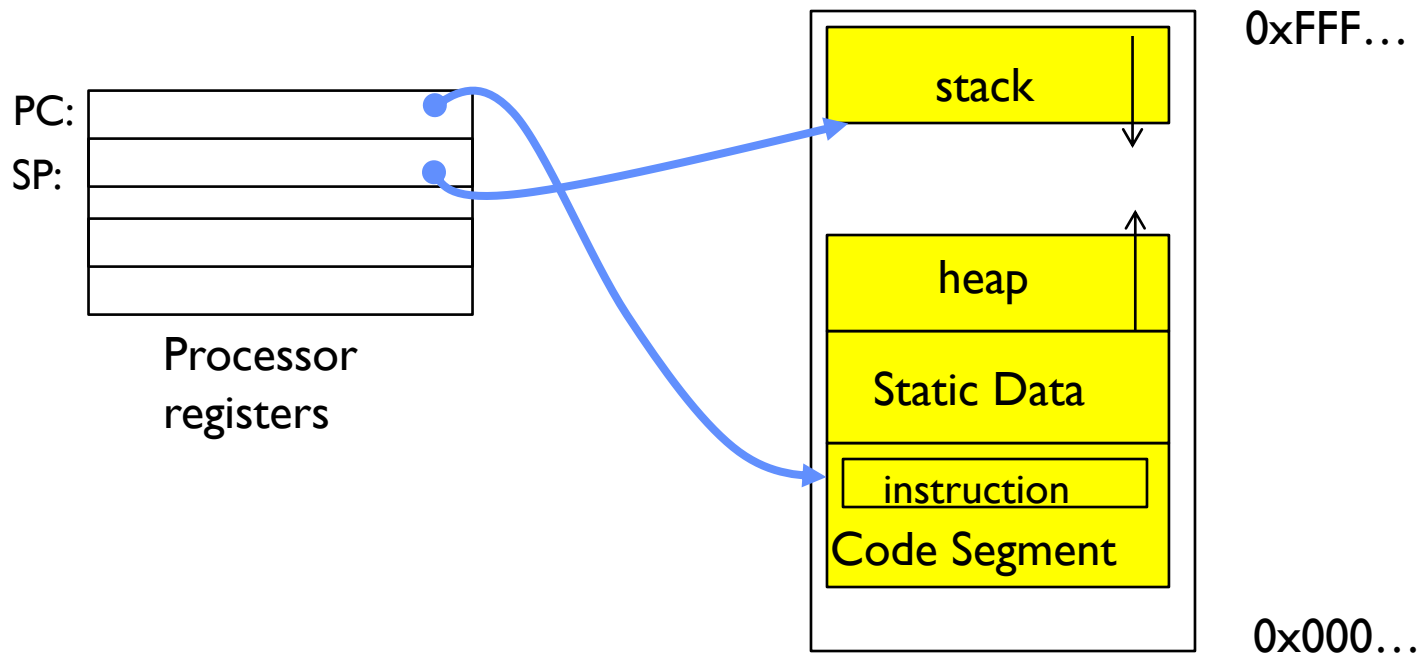 PC:
SP:
Processor
registers
stack
heap
Static Data
instruction
Code Segment
0xFFF…
0x000…